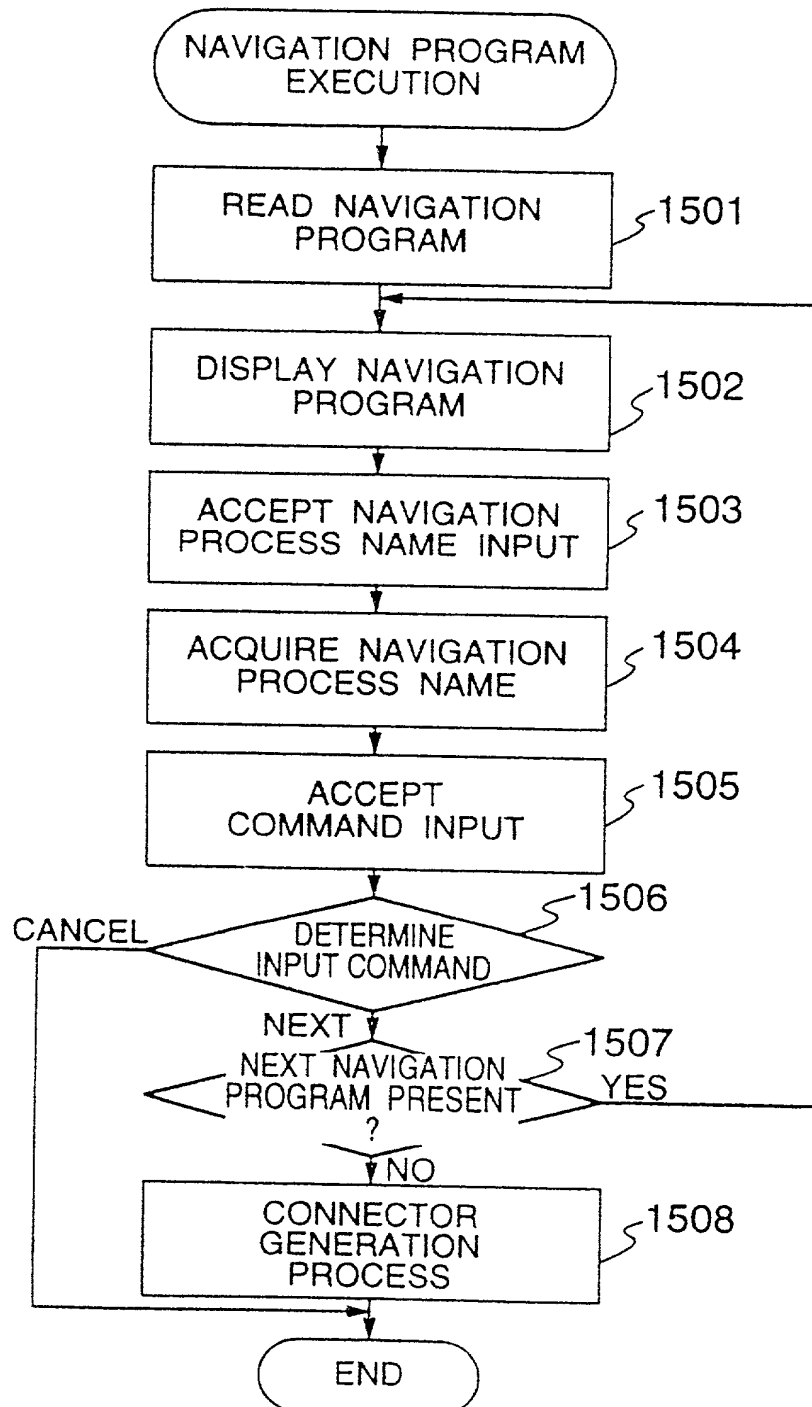 NAVIGATION PROGRAM
EXECUTION
READ NAVIGATION
PROGRAM
1501
DISPLAY NAVIGATION
PROGRAM
1502
ACCEPT NAVIGATION
PROCESS NAME INPUT
1503
ACQUIRE NAVIGATION
PROCESS NAME
1504
ACCEPT
COMMAND INPUT
1505
1506
CANCEL
DETERMINE
INPUT COMMAND
NEXT
1507
NEXT NAVIGATION
PROGRAM PRESENT
?
YES
NO
CONNECTOR
GENERATION
PROCESS
1508
END